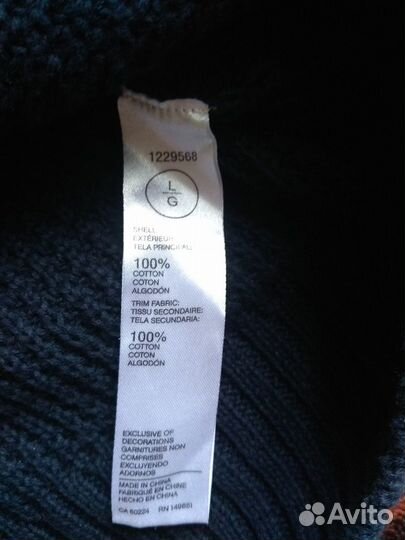 1229568
L
G
SHELL:
EXTÉRIEUR:
TELA PRINCIPAL:
100%
COTTON
COTON
ALGODÓN
TRIM FABRIC:
TISSU SECONDAIRE:
TELA SECUNDARIA:
100%
COTTON
COTON
ALGODÓN
EXCLUSIVE OF
DECORATIONS
GARNITURES NON
COMPRISES
EXCLUYENDO
ADORNOS
MADE IN CHINA
FABRIQUÉ EN CHINE
HECHO EN CHINA
CA 60224 RN 149651
Avito